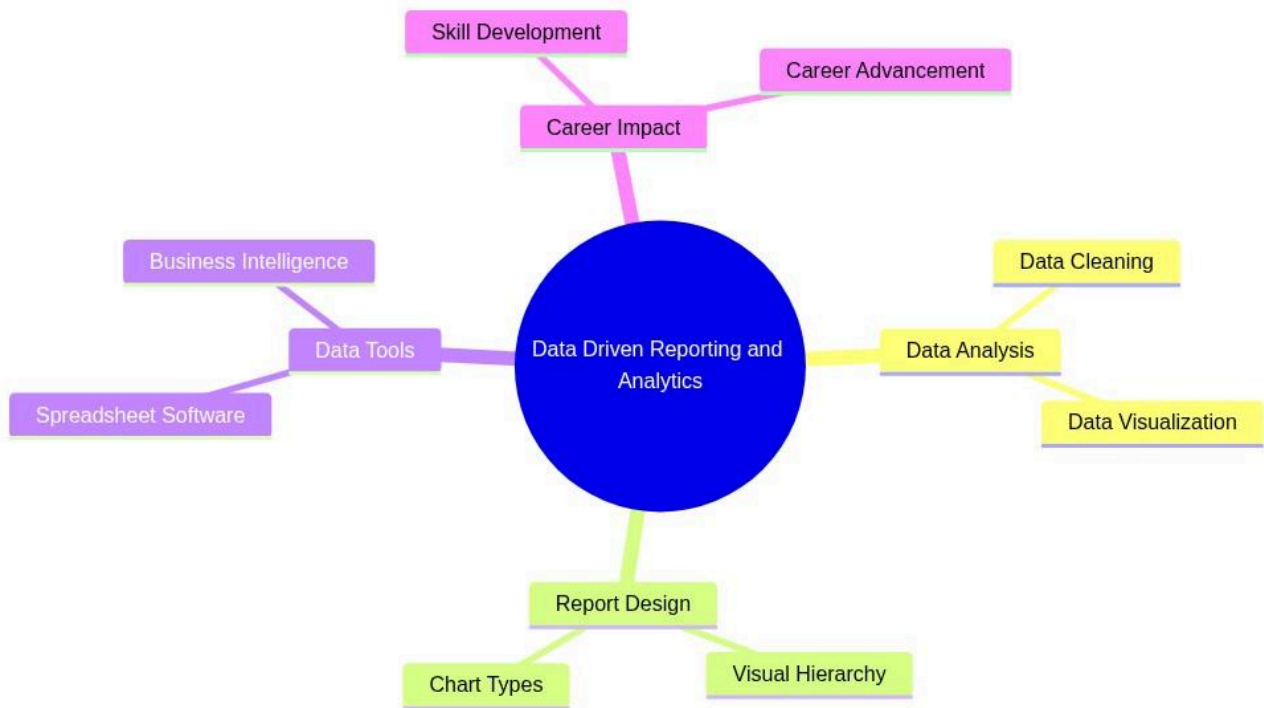 Skill Development
Career Advancement
Career Impact
Business Intelligence
Data Cleaning
Data Tools
Data Driven Reporting and
Analytics
Data Analysis
Spreadsheet Software
Data Visualization
Report Design
Chart Types
Visual Hierarchy